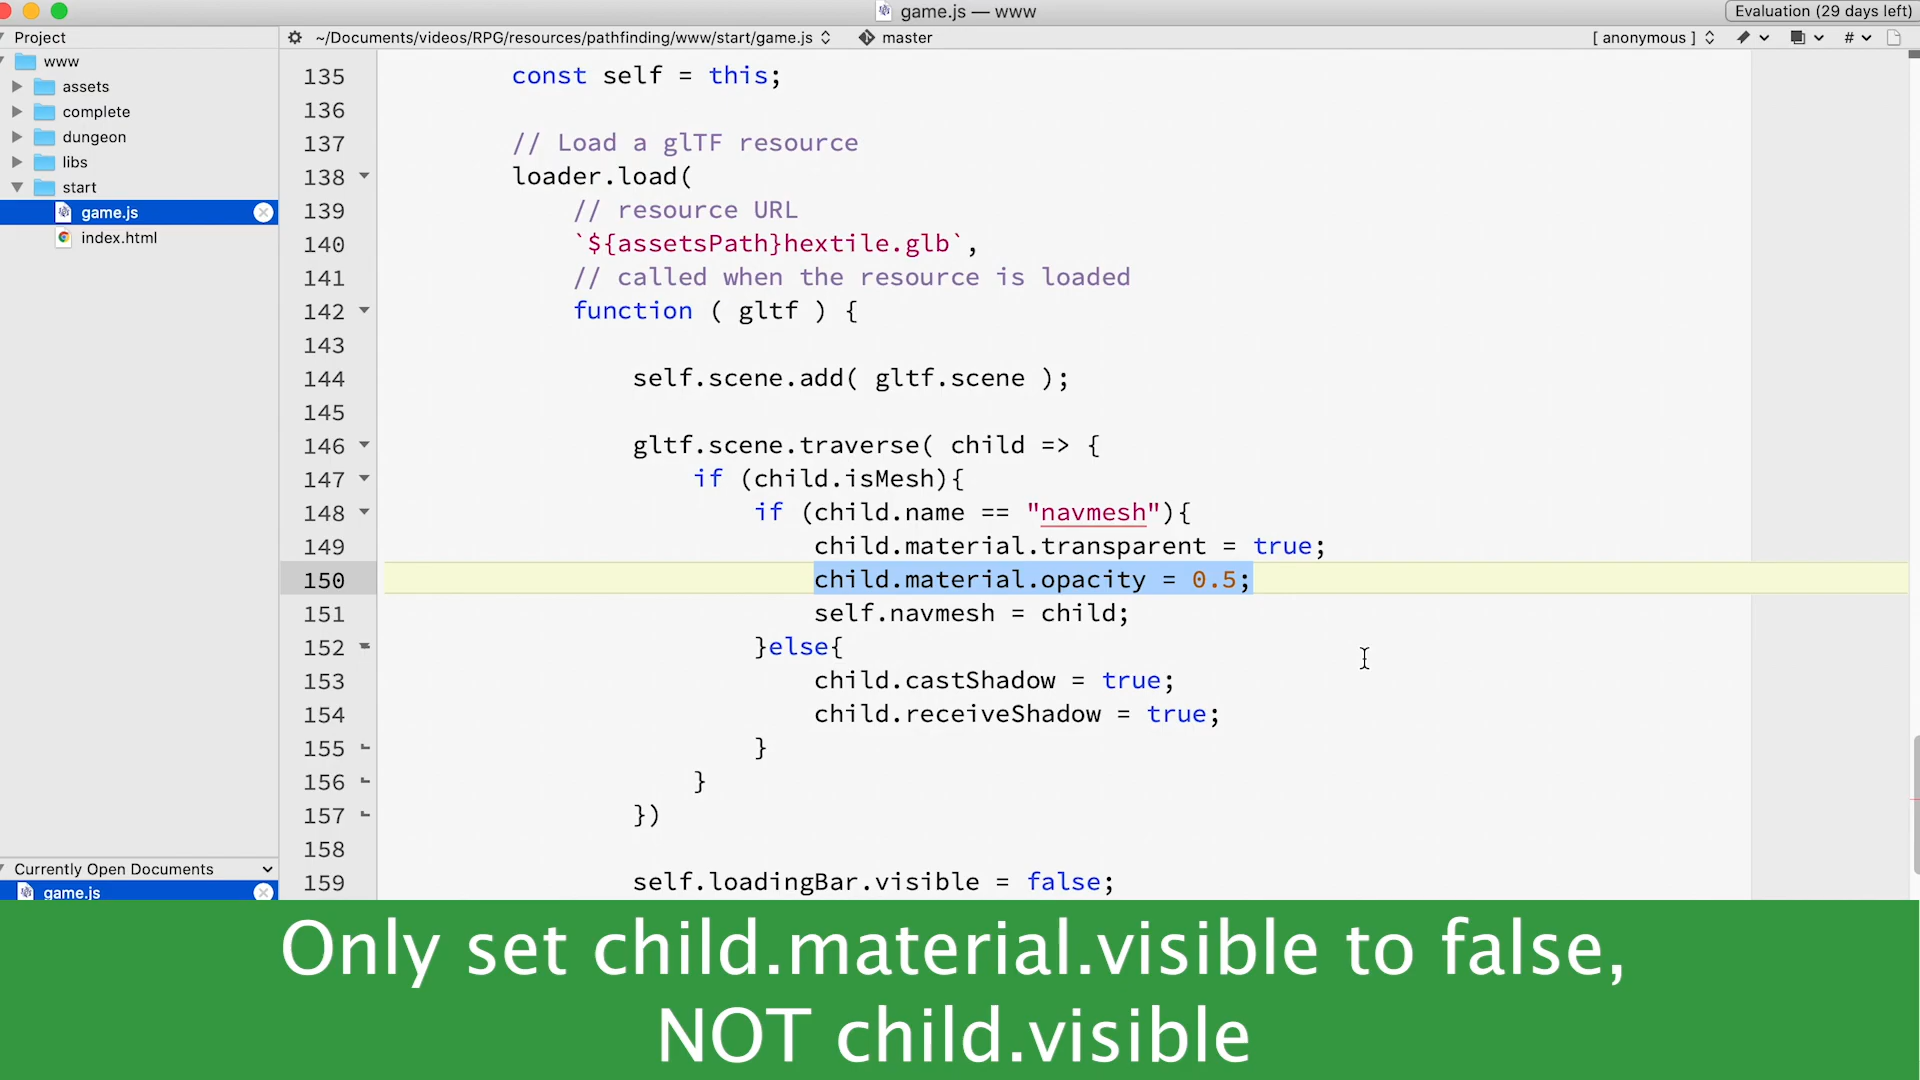 game.js — www
Evaluation (29 days left)
Project
~/Documents/videos/RPG/resources/pathfinding/www/start/game.js
master
[ anonymous ]
#
www
assets
complete
dungeon
libs
start
game.js
index.html
135 const self = this;
136
137 // Load a glTF resource
138 loader.load(
139 // resource URL
140 `${assetsPath}hextile.glb`,
141 // called when the resource is loaded
142 function ( gltf ) {
143
144 self.scene.add( gltf.scene );
145
146 gltf.scene.traverse( child => {
147 if (child.isMesh){
148 if (child.name == "navmesh"){
149 child.material.transparent = true;
150 child.material.opacity = 0.5;
151 self.navmesh = child;
152 }else{
153 child.castShadow = true;
154 child.receiveShadow = true;
155 }
156 }
157 })
158
159 self.loadingBar.visible = false;
Currently Open Documents
game.js
Only set child.material.visible to false,
NOT child.visible